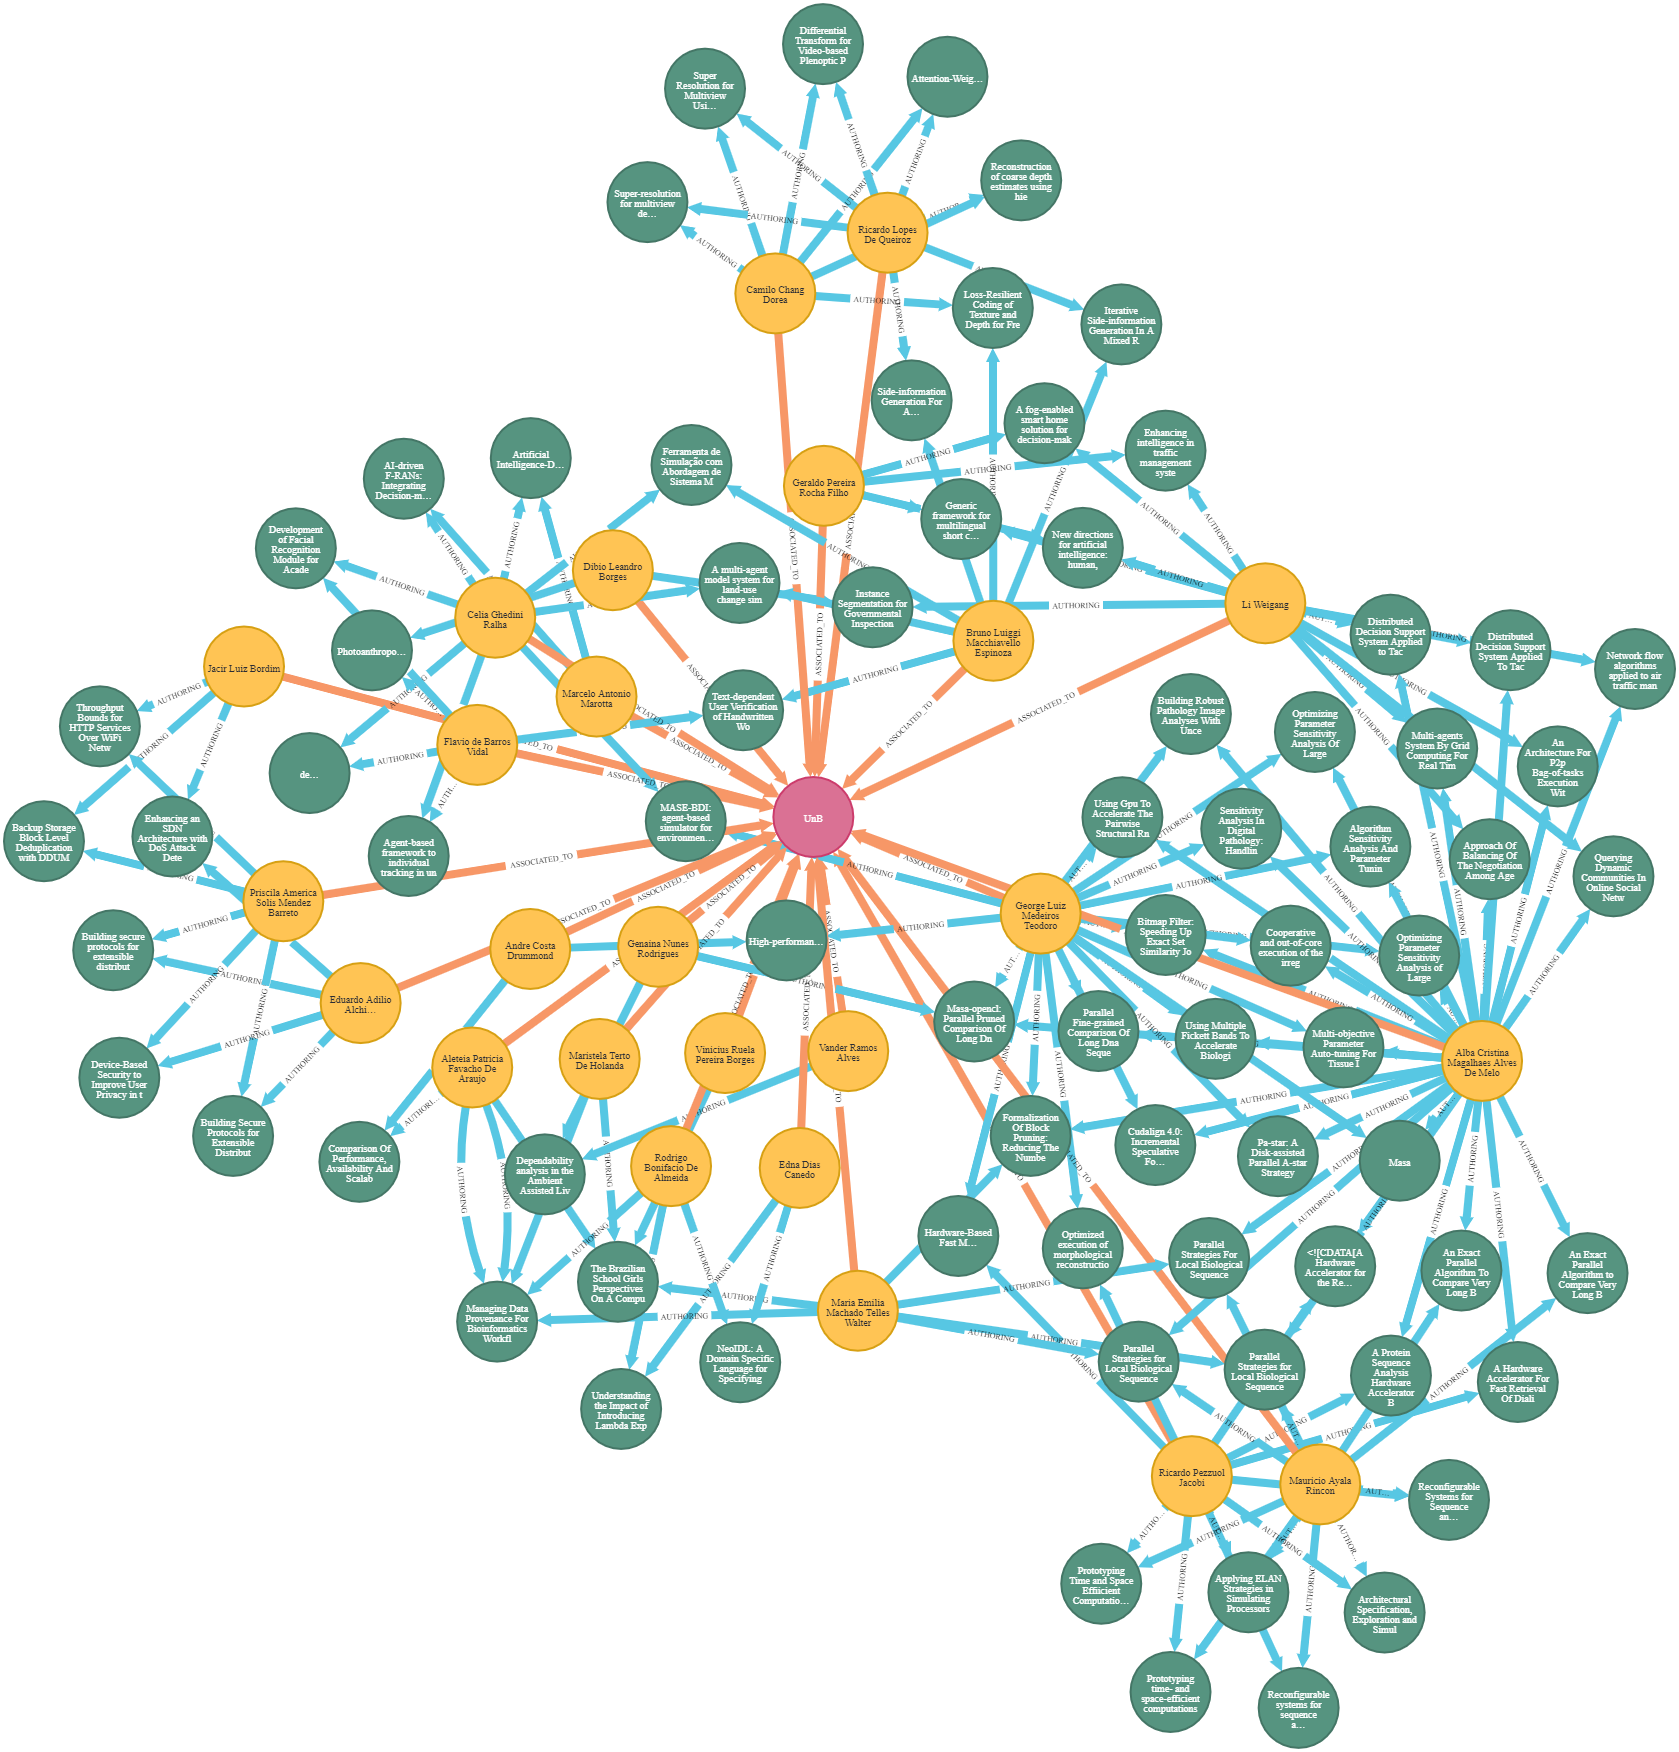 Differential
Transform for
Video-based
Plenoptic P
Super
Resolution for
Multiview
Usi…
Attention-Weig…
Reconstruction
of coarse depth
estimates using
hie
Super-resolution
for multiview
de…
Ricardo Lopes
De Queiroz
Camilo Chang
Dorea
Loss-Resilient
Coding of
Texture and
Depth for Fre
Iterative
Side-information
Generation In A
Mixed R
Side-information
Generation For
A…
A fog-enabled
smart home
solution for
decision-mak
Enhancing
intelligence in
traffic
management
syste
AI-driven
F-RANs:
Integrating
Decision-m…
Artificial
Intelligence-D…
Ferramenta de
Simulação com
Abordagem de
Sistema M
Geraldo Pereira
Rocha Filho
Generic
framework for
multilingual
short c…
New directions
for artificial
intelligence:
human,
Development
of Facial
Recognition
Module for
Acade
Dibio Leandro
Borges
A multi-agent
model system for
land-use
change sim
Instance
Segmentation for
Governmental
Inspection
Celia Ghedini
Ralha
Bruno Luiggi
Macchiavello
Espinoza
Li Weigang
Distributed
Decision Support
System Applied
to Tac
Distributed
Decision Support
System Applied
To Tac
Network flow
algorithms
applied to air
traffic man
Photoanthropo…
Jacir Luiz Bordim
Marcelo Antonio
Marotta
Text-dependent
User Verification
of Handwritten
Wo
Building Robust
Pathology Image
Analyses With
Unce
Optimizing
Parameter
Sensitivity
Analysis Of
Large
Multi-agents
System By Grid
Computing For
Real Tim
An
Architecture For
P2p
Bag-of-tasks
Execution
Wit
Throughput
Bounds for
HTTP Services
Over WiFi
Netw
Flavio de Barros
Vidal
de…
Backup Storage
Block Level
Deduplication
with DDUM
Enhancing an
SDN
Architecture with
DoS Attack
Dete
Agent-based
framework to
individual
tracking in un
MASE-BDI:
agent-based
simulator for
environmen…
UnB
Using Gpu To
Accelerate The
Pairwise
Structural Rn
Sensitivity
Analysis In
Digital
Pathology:
Handlin
Algorithm
Sensitivity
Analysis And
Parameter
Tunin
Approach Of
Balancing Of
The Negotiation
Among Age
Querying
Dynamic
Communities In
Online Social
Netw
Priscila America
Solis Mendez
Barreto
George Luiz
Medeiros
Teodoro
Building secure
protocols for
extensible
distribut
Andre Costa
Drummond
Genaina Nunes
Rodrigues
High-performan…
Bitmap Filter:
Speeding Up
Exact Set
Similarity Jo
Cooperative
and out-of-core
execution of the
irreg
Optimizing
Parameter
Sensitivity
Analysis of
Large
Eduardo Adilio
Alchi…
Masa-opencl:
Parallel Pruned
Comparison Of
Long Dn
Parallel
Fine-grained
Comparison Of
Long Dna
Seque
Using Multiple
Fickett Bands To
Accelerate
Biologi
Multi-objective
Parameter
Auto-tuning For
Tissue I
Alba Cristina
Magalhaes Alves
De Melo
Device-Based
Security to
Improve User
Privacy in t
Aleteia Patricia
Favacho De
Araujo
Maristela Terto
De Holanda
Vinicius Ruela
Pereira Borges
Vander Ramos
Alves
Building Secure
Protocols for
Extensible
Distribut
Comparison Of
Performance,
Availability And
Scalab
Dependability
analysis in the
Ambient
Assisted Liv
Rodrigo
Bonifacio De
Almeida
Edna Dias
Canedo
Formalization
Of Block
Pruning:
Reducing The
Numbe
Cudalign 4.0:
Incremental
Speculative
Fo…
Pa-star: A
Disk-assisted
Parallel A-star
Strategy
Masa
Hardware-Based
Fast M…
Optimized
execution of
morphological
reconstructio
Parallel
Strategies For
Local Biological
Sequence
<![CDATA[A
Hardware
Accelerator for
the Re…
An Exact
Parallel
Algorithm To
Compare Very
Long B
An Exact
Parallel
Algorithm to
Compare Very
Long B
The Brazilian
School Girls
Perspectives
On A Compu
Managing Data
Provenance For
Bioinformatics
Workfl
Maria Emilia
Machado Telles
Walter
NeoIDL: A
Domain Specific
Language for
Specifying
Understanding
the Impact of
Introducing
Lambda Exp
Parallel
Strategies for
Local Biological
Sequence
Parallel
Strategies for
Local Biological
Sequence
A Protein
Sequence
Analysis
Hardware
Accelerator
B
A Hardware
Accelerator For
Fast Retrieval
Of Diali
Ricardo Pezzuol
Jacobi
Mauricio Ayala
Rincon
Reconfigurable
Systems for
Sequence
an…
Prototyping
Time and Space
Effiicient
Computatio…
Applying ELAN
Strategies in
Simulating
Processors
Architectural
Specification,
Exploration and
Simul
Prototyping
time- and
space-efficient
computations
Reconfigurable
systems for
sequence
a…
AUTHORING
ASSOCIATED_TO